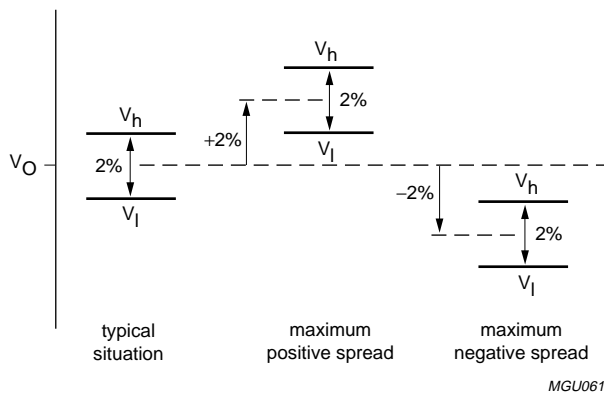 Vh
2%
Vl
VO
+2%
Vh
2%
Vl
−2%
Vh
2%
Vl
typical
situation
maximum
positive spread
maximum
negative spread
MGU061